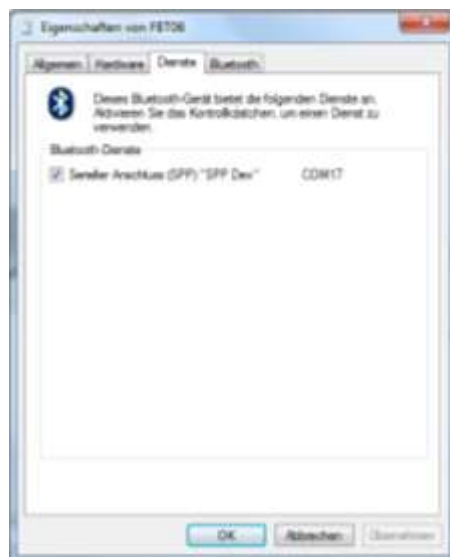 Eigenschaften von FBT06
Allgemein Hardware Dienste Bluetooth
Dieses Bluetooth-Gerät bietet die folgenden Dienste an.
Aktivieren Sie das Kontrollkästchen, um einen Dienst zu
verwenden.
Bluetooth-Dienste
Serieller Anschluss (SPP) "SPP Dev" COM17
OK Abbrechen Übernehmen